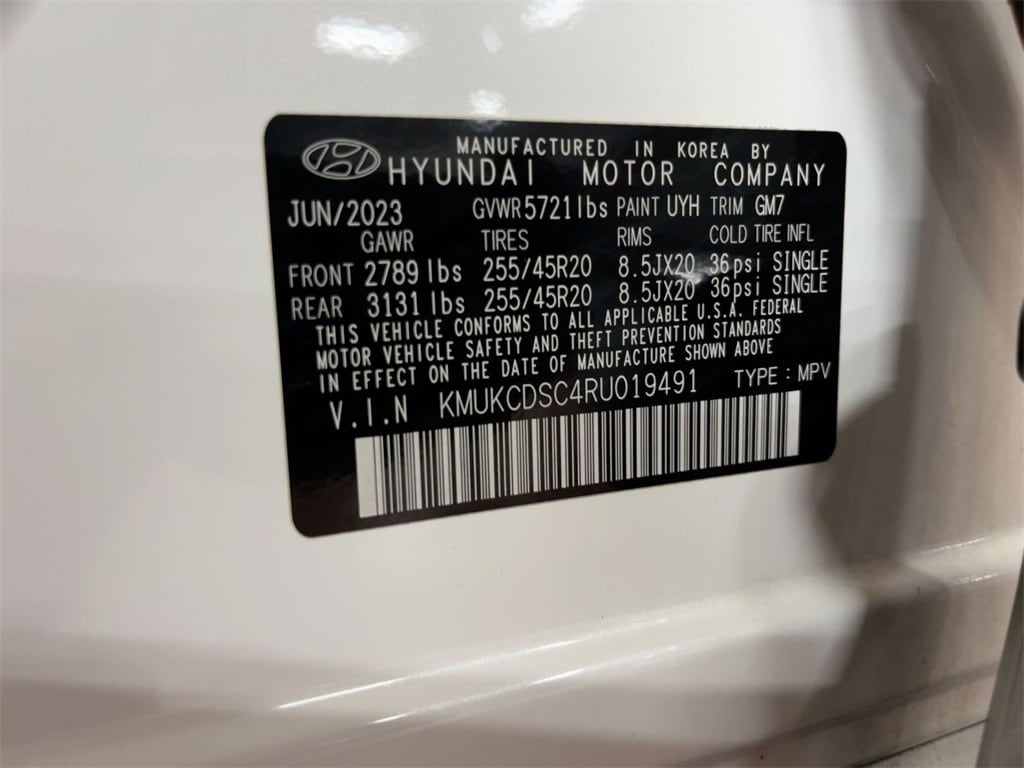 MANUFACTURED IN KOREA BY
HYUNDAI MOTOR COMPANY
JUN/2023 GVWR 5721lbs PAINT UYH TRIM GM7
GAWR TIRES RIMS COLD TIRE INFL
FRONT 2789 lbs 255/45R20 8.5JX20 36psi SINGLE
REAR 3131 lbs 255/45R20 8.5JX20 36psi SINGLE
THIS VEHICLE CONFORMS TO ALL APPLICABLE U.S.A. FEDERAL
MOTOR VEHICLE SAFETY AND THEFT PREVENTION STANDARDS
IN EFFECT ON THE DATE OF MANUFACTURE SHOWN ABOVE
V.I.N KMUKCDSC4RU019491 TYPE : MPV